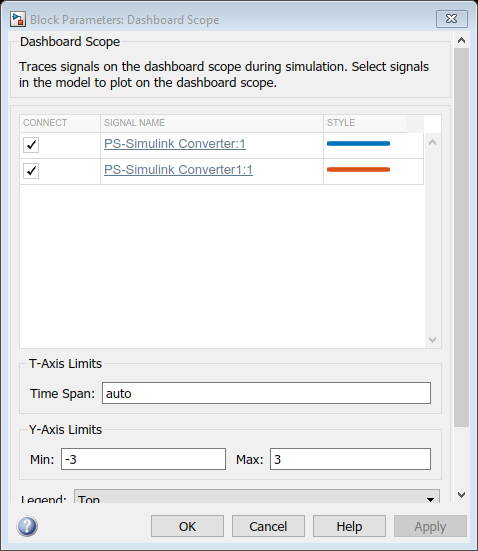 Block Parameters: Dashboard Scope
Dashboard Scope
Traces signals on the dashboard scope during simulation. Select signals
in the model to plot on the dashboard scope.
CONNECT SIGNAL NAME STYLE
PS-Simulink Converter:1
PS-Simulink Converter1:1
T-Axis Limits
Time Span: auto
Y-Axis Limits
Min: -3 Max: 3
Legend: Top
? OK Cancel Help Apply